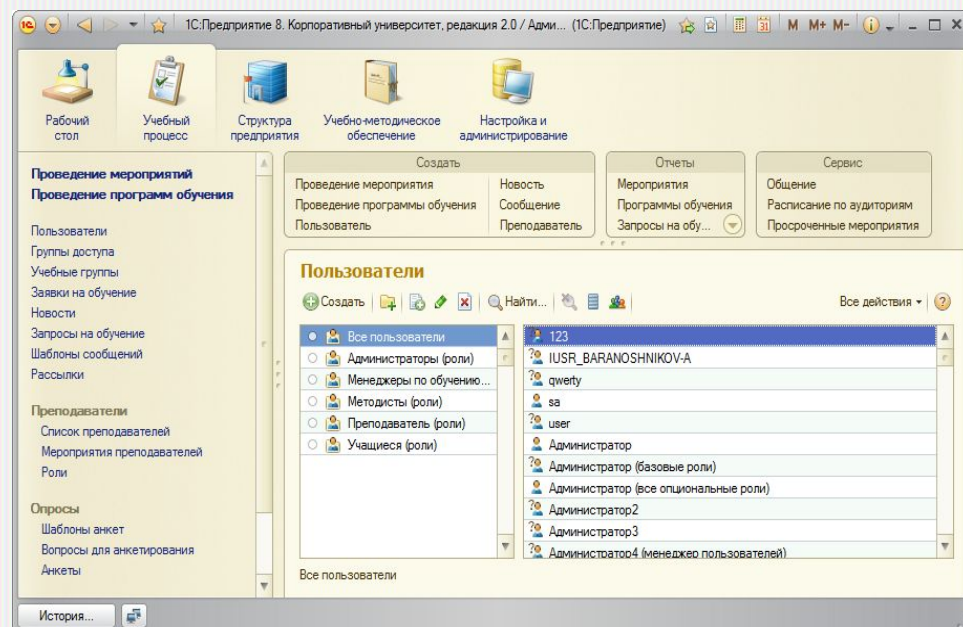 1С:Предприятие 8. Корпоративный университет, редакция 2.0 / Адми... (1С:Предприятие)
M M+ M-
Рабочий стол
Учебный процесс
Структура предприятия
Учебно-методическое обеспечение
Настройка и администрирование
Проведение мероприятий
Проведение программ обучения
Пользователи
Группы доступа
Учебные группы
Заявки на обучение
Новости
Запросы на обучение
Шаблоны сообщений
Рассылки
Преподаватели
Список преподавателей
Мероприятия преподавателей
Роли
Опросы
Шаблоны анкет
Вопросы для анкетирования
Анкеты
Создать
Проведение мероприятия
Проведение программы обучения
Пользователь
Новость
Сообщение
Преподаватель
Отчеты
Мероприятия
Программы обучения
Запросы на обу...
Сервис
Общение
Расписание по аудиториям
Просроченные мероприятия
Пользователи
Создать
Найти...
Все действия
Все пользователи
Администраторы (роли)
Менеджеры по обучению...
Методисты (роли)
Преподаватель (роли)
Учащиеся (роли)
123
IUSR_BARANOSHNIKOV-A
qwerty
sa
user
Администратор
Администратор (базовые роли)
Администратор (все опциональные роли)
Администратор2
Администратор3
Администратор4 (менеджер пользователей)
Все пользователи
История...